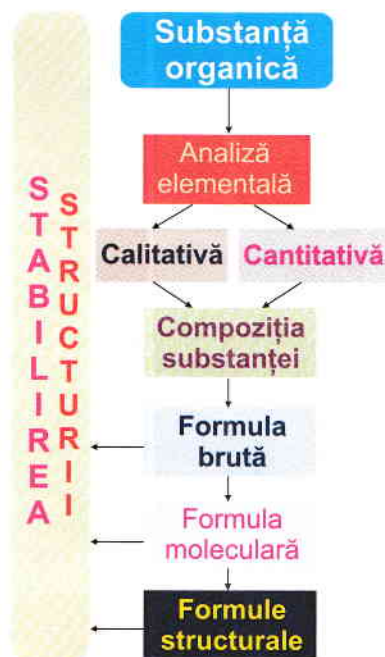 Substanță
organică
Analiză
elementală
Calitativă
Cantitativă
Compoziția
substanței
Formula
brută
Formula
moleculară
Formule
structurale
STABILIREA
STRUCTURII